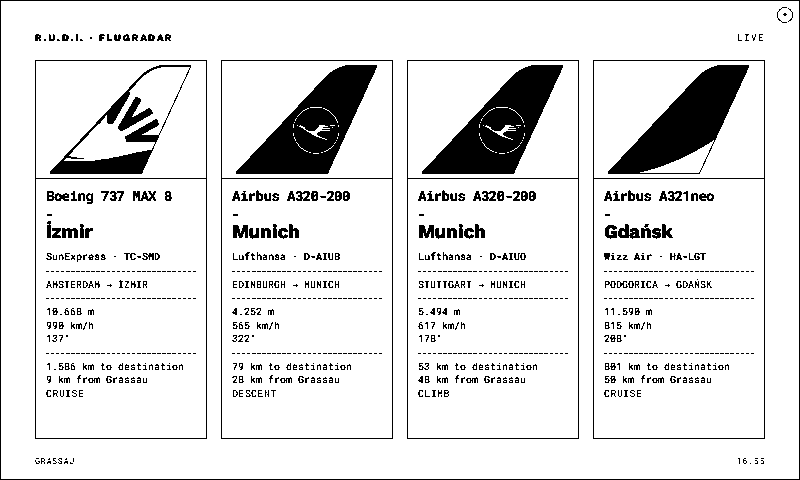 R.U.D.I. · FLUGRADAR
LIVE
Boeing 737 MAX 8
–
İzmir
SunExpress · TC-SMD
AMSTERDAM → İZMIR
10.668 m
990 km/h
137°
1.586 km to destination
9 km from Grassau
CRUISE
Airbus A320-200
–
Munich
Lufthansa · D-AIUB
EDINBURGH → MUNICH
4.252 m
565 km/h
322°
79 km to destination
28 km from Grassau
DESCENT
Airbus A320-200
–
Munich
Lufthansa · D-AIUO
STUTTGART → MUNICH
5.494 m
617 km/h
178°
53 km to destination
48 km from Grassau
CLIMB
Airbus A321neo
–
Gdańsk
Wizz Air · HA-LGT
PODGORICA → GDAŃSK
11.590 m
815 km/h
208°
801 km to destination
50 km from Grassau
CRUISE
GRASSAU
16:55